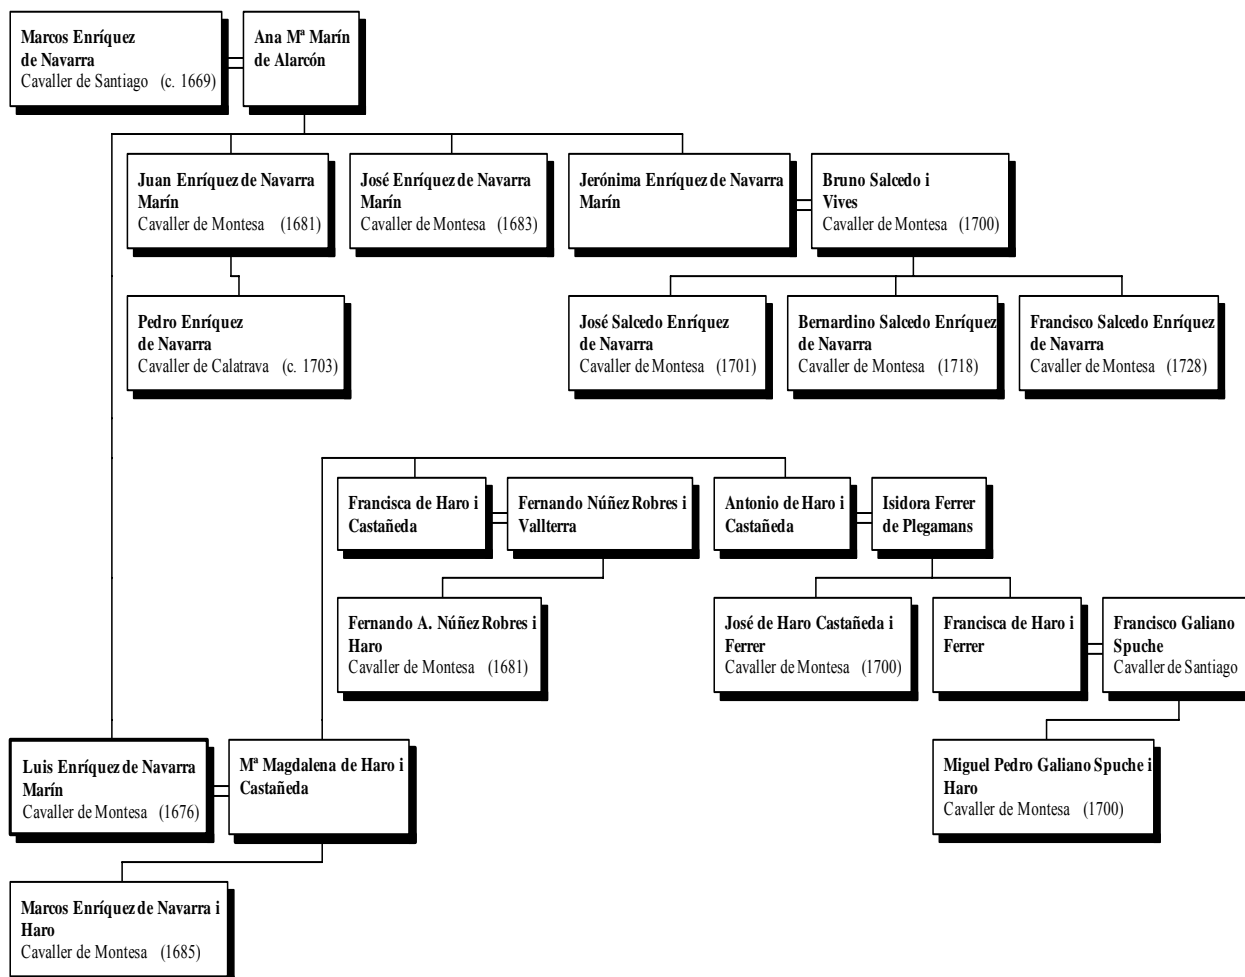 Marcos Enríquez
de Navarra
Cavaller de Santiago (c. 1669)
Ana Mª Marín
de Alarcón
Juan Enríquez de Navarra
Marín
Cavaller de Montesa (1681)
José Enríquez de Navarra
Marín
Cavaller de Montesa (1683)
Jerónima Enríquez de Navarra
Marín
Bruno Salcedo i
Vives
Cavaller de Montesa (1700)
Pedro Enríquez
de Navarra
Cavaller de Calatrava (c. 1703)
José Salcedo Enríquez
de Navarra
Cavaller de Montesa (1701)
Bernardino Salcedo Enríquez
de Navarra
Cavaller de Montesa (1718)
Francisco Salcedo Enríquez
de Navarra
Cavaller de Montesa (1728)
Francisca de Haro i
Castañeda
Fernando Núñez Robres i
Vallterra
Antonio de Haro i
Castañeda
Isidora Ferrer
de Plegamans
Fernando A. Núñez Robres i
Haro
Cavaller de Montesa (1681)
José de Haro Castañeda i
Ferrer
Cavaller de Montesa (1700)
Francisca de Haro i
Ferrer
Francisco Galiano
Spuche
Cavaller de Santiago
Luis Enríquez de Navarra
Marín
Cavaller de Montesa (1676)
Mª Magdalena de Haro i
Castañeda
Miguel Pedro Galiano Spuche i
Haro
Cavaller de Montesa (1700)
Marcos Enríquez de Navarra i
Haro
Cavaller de Montesa (1685)